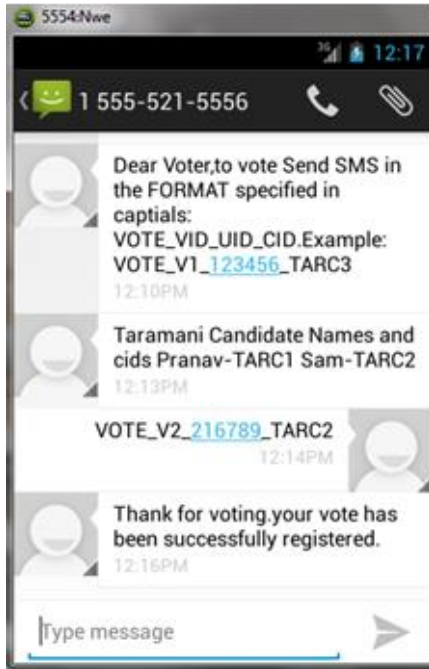 5554:Nwe
3G 12:17
1 555-521-5556
Dear Voter,to vote Send SMS in
the FORMAT specified in
captials:
VOTE_VID_UID_CID.Example:
VOTE_V1_123456_TARC3
12:10PM
Taramani Candidate Names and
cids Pranav-TARC1 Sam-TARC2
12:13PM
VOTE_V2_216789_TARC2
12:14PM
Thank for voting.your vote has
been successfully registered.
12:16PM
Type message